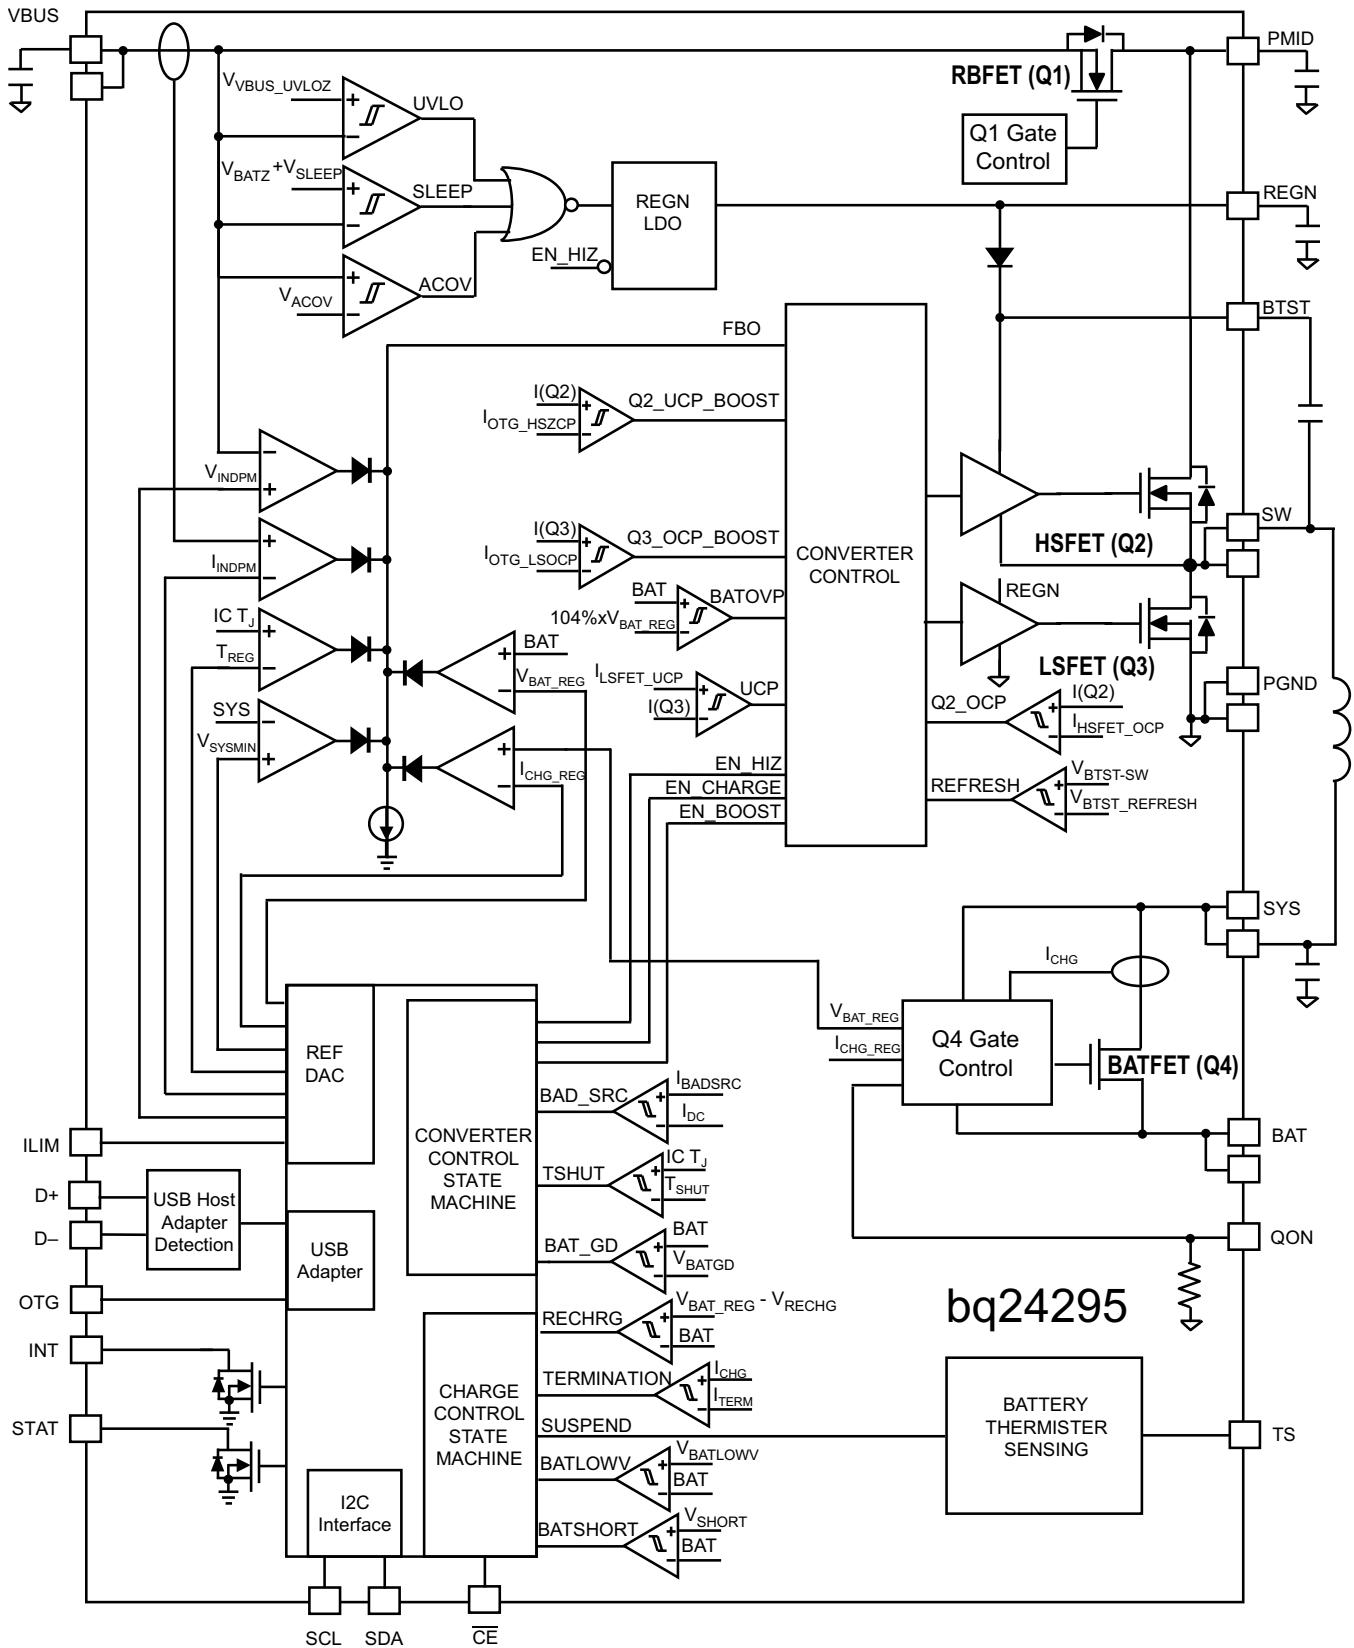 VBUS
PMID
RBFET (Q1)
V_VBUS_UVLOZ
UVLO
Q1 Gate
Control
V_BATZ +V_SLEEP
SLEEP
REGN
LDO
REGN
EN_HIZ
V_ACOV
ACOV
BTST
FBO
I(Q2)
Q2_UCP_BOOST
I_OTG_HSZCP
V_INDPM
SW
I(Q3)
Q3_OCP_BOOST
I_OTG_LSOCP
HSFET (Q2)
CONVERTER
CONTROL
I_INDPM
BAT
BATOVP
104%xV_BAT_REG
REGN
IC T_J
T_REG
BAT
V_BAT_REG
LSFET (Q3)
I_LSFET_UCP
UCP
I(Q3)
PGND
Q2_OCP
I(Q2)
I_HSFET_OCP
SYS
V_SYSMIN
I_CHG_REG
EN_HIZ
EN_CHARGE
EN_BOOST
REFRESH
V_BTST-SW
V_BTST_REFRESH
SYS
I_CHG
V_BAT_REG
I_CHG_REG
Q4 Gate
Control
BATFET (Q4)
REF
DAC
BAD_SRC
I_BADSRC
I_DC
ILIM
CONVERTER
CONTROL
STATE
MACHINE
BAT
TSHUT
IC T_J
T_SHUT
D+
D–
USB Host
Adapter
Detection
USB
Adapter
BAT_GD
BAT
V_BATGD
QON
OTG
bq24295
RECHRG
V_BAT_REG - V_RECHG
BAT
INT
TERMINATION
I_CHG
I_TERM
CHARGE
CONTROL
STATE
MACHINE
SUSPEND
BATTERY
THERMISTER
SENSING
TS
STAT
BATLOWV
V_BATLOWV
BAT
I2C
Interface
BATSHORT
V_SHORT
BAT
SCL
SDA
CE